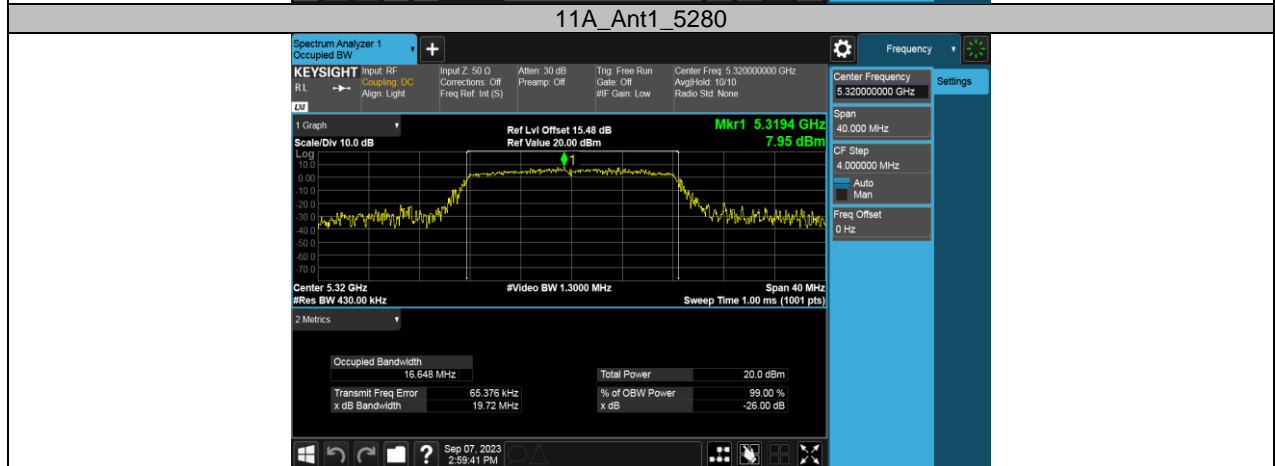 11A_Ant1_5280
Spectrum Analyzer 1
Occupied BW
+
Frequency
KEYSIGHT
RL
LXI
Input: RF
Coupling: DC
Align: Light
Input Z: 50 Ω
Corrections: Off
Freq Ref: Int (S)
Atten: 30 dB
Preamp: Off
Trig: Free Run
Gate: Off
#IF Gain: Low
Center Freq: 5.320000000 GHz
Avg|Hold: 10/10
Radio Std: None
Center Frequency
5.320000000 GHz
Settings
Span
40.000 MHz
CF Step
4.000000 MHz
Auto
Man
Freq Offset
0 Hz
1 Graph
Scale/Div 10.0 dB
Ref Lvl Offset 15.48 dB
Ref Value 20.00 dBm
Mkr1 5.3194 GHz
7.95 dBm
Log
10.0
0.00
-10.0
-20.0
-30.0
-40.0
-50.0
-60.0
-70.0
1
Center 5.32 GHz
#Video BW 1.3000 MHz
Span 40 MHz
#Res BW 430.00 kHz
Sweep Time 1.00 ms (1001 pts)
2 Metrics
Occupied Bandwidth
16.648 MHz
Total Power 20.0 dBm
Transmit Freq Error 65.376 kHz
% of OBW Power 99.00 %
x dB Bandwidth 19.72 MHz
x dB -26.00 dB
?
Sep 07, 2023
2:59:41 PM